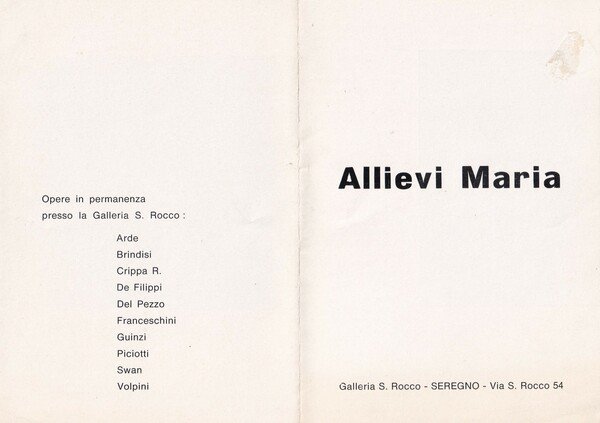 Opere in permanenza
presso la Galleria S. Rocco :
Arde
Brindisi
Crippa R.
De Filippi
Del Pezzo
Franceschini
Guinzi
Piciotti
Swan
Volpini
Allievi Maria
Galleria S. Rocco - SEREGNO - Via S. Rocco 54